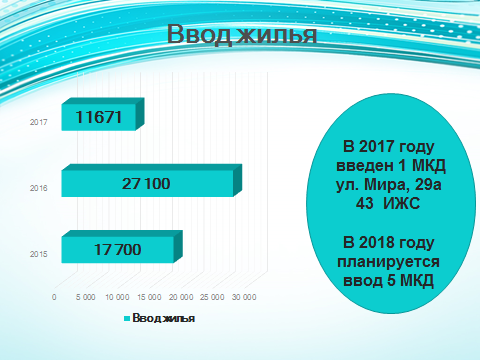 Ввод жилья
2017
11671
2016
27 100
2015
17 700
0 5 000 10 000 15 000 20 000 25 000 30 000
Ввод жилья
В 2017 году
введен 1 МКД
ул. Мира, 29а
43 ИЖС
В 2018 году
планируется
ввод 5 МКД